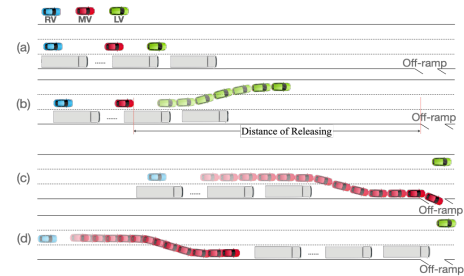 RV MV LV
(a)
......
Off-ramp
(b)
......
Off-ramp
Distance of Releasing
(c)
......
Off-ramp
(d)
......
Off-ramp